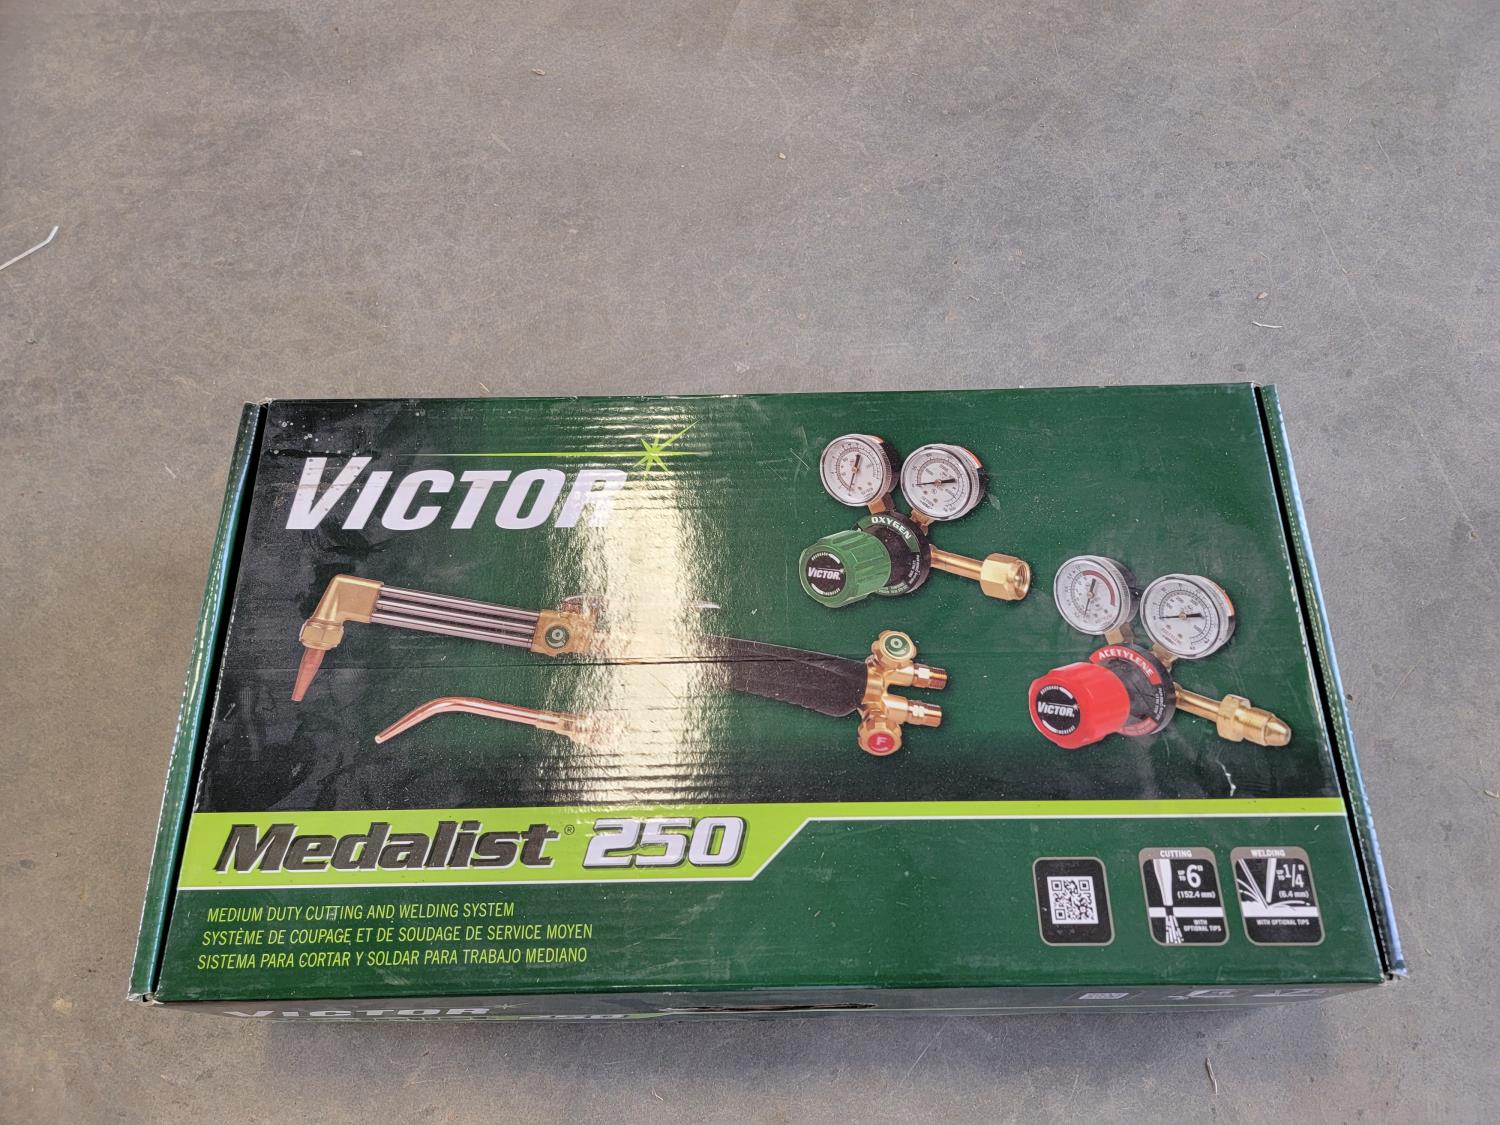 VICTOR
OXYGEN
VICTOR
ACETYLENE
VICTOR
F
Medalist® 250
MEDIUM DUTY CUTTING AND WELDING SYSTEM
SYSTÈME DE COUPAGE ET DE SOUDAGE DE SERVICE MOYEN
SISTEMA PARA CORTAR Y SOLDAR PARA TRABAJO MEDIANO
CUTTING
6"
(152.4 mm)
WITH
OPTIONAL TIPS
WELDING
1/4"
(6.4 mm)
WITH OPTIONAL TIPS
VICTOR